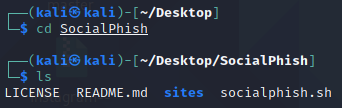 (kali㉿kali)-[~/Desktop]
$ cd SocialPhish
(kali㉿kali)-[~/Desktop/SocialPhish]
$ ls
LICENSE README.md sites socialphish.sh